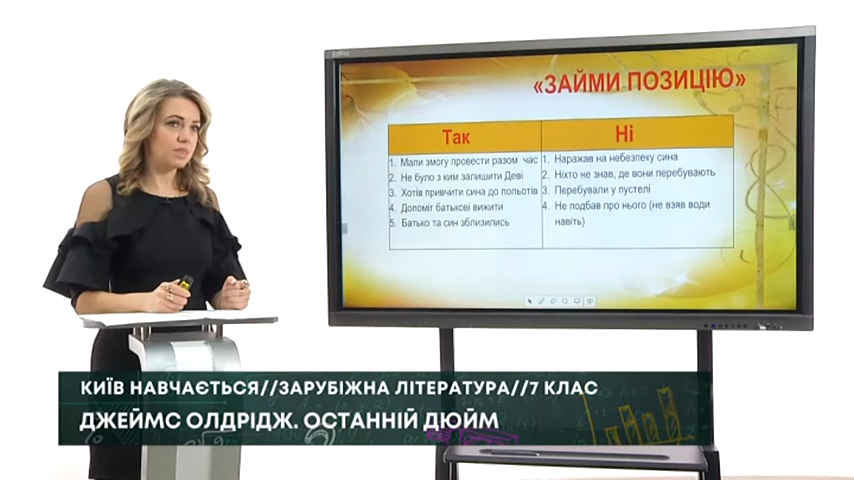 EdPro
«ЗАЙМИ ПОЗИЦІЮ»
Так
Ні
1. Мали змогу провести разом час
2. Не було з ким залишити Деві
3. Хотів привчити сина до польотів
4. Допоміг батькові вижити
5. Батько та син зблизились
1. Наражав на небезпеку сина
2. Ніхто не знав, де вони перебувають
3. Перебували у пустелі
4. Не подбав про нього (не взяв води
навіть)
КИЇВ НАВЧАЄТЬСЯ//ЗАРУБІЖНА ЛІТЕРАТУРА//7 КЛАС
ДЖЕЙМС ОЛДРІДЖ. ОСТАННІЙ ДЮЙМ